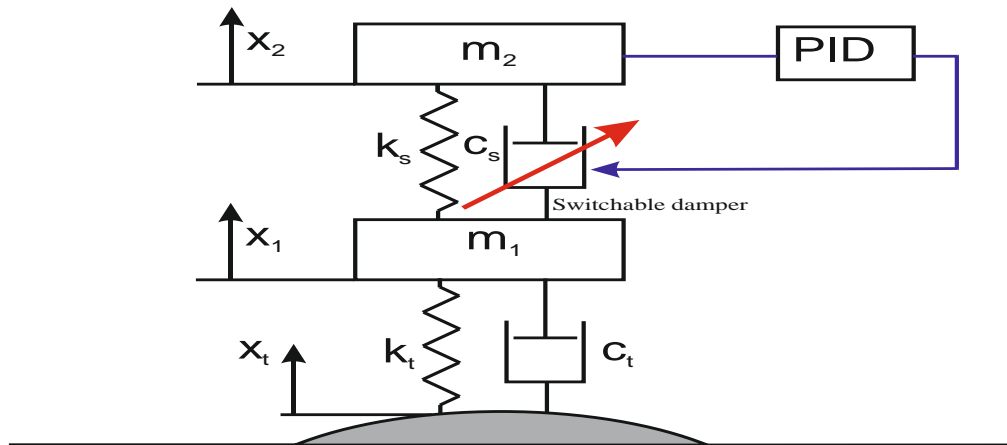 x₂
m₂
PID
kₛ
cₛ
Switchable damper
x₁
m₁
xₜ
kₜ
cₜ